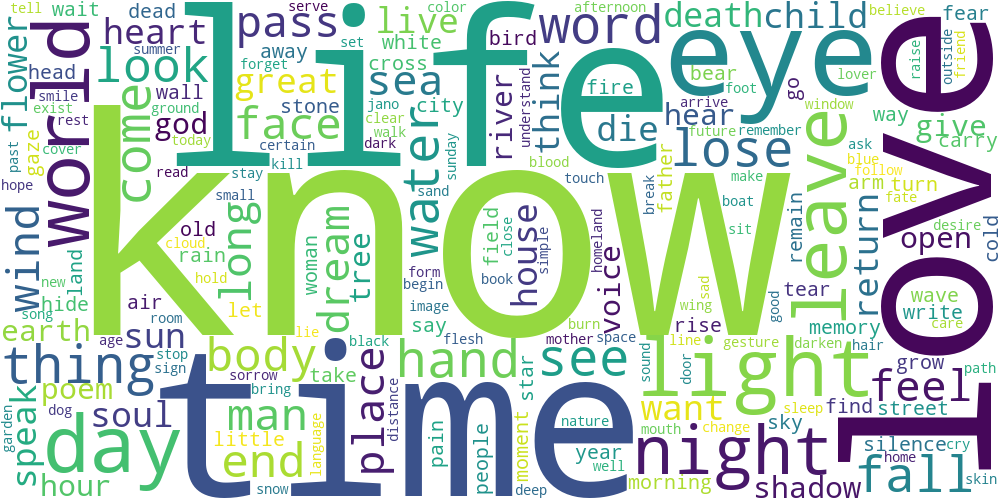 know
life
time
love
eye
light
night
day
world
word
water
come
look
face
body
hand
see
leave
lose
pass
child
death
live
heart
sea
god
great
think
river
hear
die
give
open
return
feel
fall
thing
sun
soul
man
end
place
want
shadow
silence
street
find
grow
write
wave
memory
turn
arm
carry
way
fear
wind
flower
long
dream
tree
house
voice
rise
tear
remain
old
rain
wall
stone
city
white
away
bird
cross
fire
bear
go
father
field
woman
air
earth
hide
land
hour
poem
speak
little
take
say
star
pain
people
moment
year
morning
sky
cold
tell
wait
dead
head
smile
exist
rest
cover
past
gaze
hope
summer
ground
today
read
serve
color
set
forget
certain
kill
stay
small
jano
clear
walk
dark
understand
sunday
sand
blood
touch
afternoon
arrive
foot
future
remember
window
lover
believe
raise
outside
friend
ask
blue
follow
fate
desire
break
make
boat
sit
homeland
simple
close
book
form
begin
image
cloud
hold
let
new
song
room
age
stop
sign
lie
black
flesh
burn
mother
space
wing
sad
good
line
gesture
darken
care
hair
path
sound
door
sleep
change
mouth
nature
well
deep
snow
language
distance
bring
sorrow
dog
garden
home
cry
skin